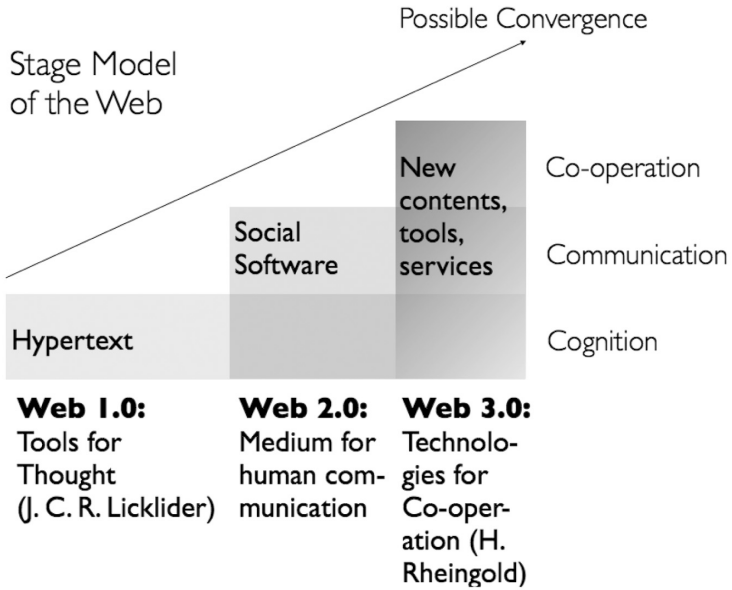 Possible Convergence
Stage Model
of the Web
New
contents,
tools,
services
Co-operation
Social
Software
Communication
Hypertext
Cognition
Web 1.0:
Tools for
Thought
(J. C. R. Licklider)
Web 2.0:
Medium for
human com-
munication
Web 3.0:
Technolo-
gies for
Co-oper-
ation (H.
Rheingold)